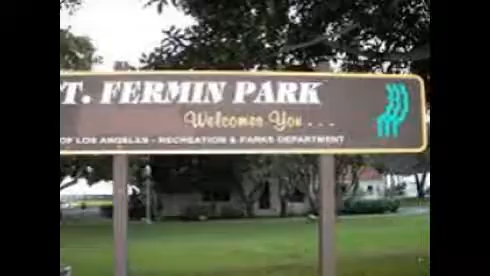 T. FERMIN PARK
Welcomes You...
OF LOS ANGELES - RECREATION & PARKS DEPARTMENT